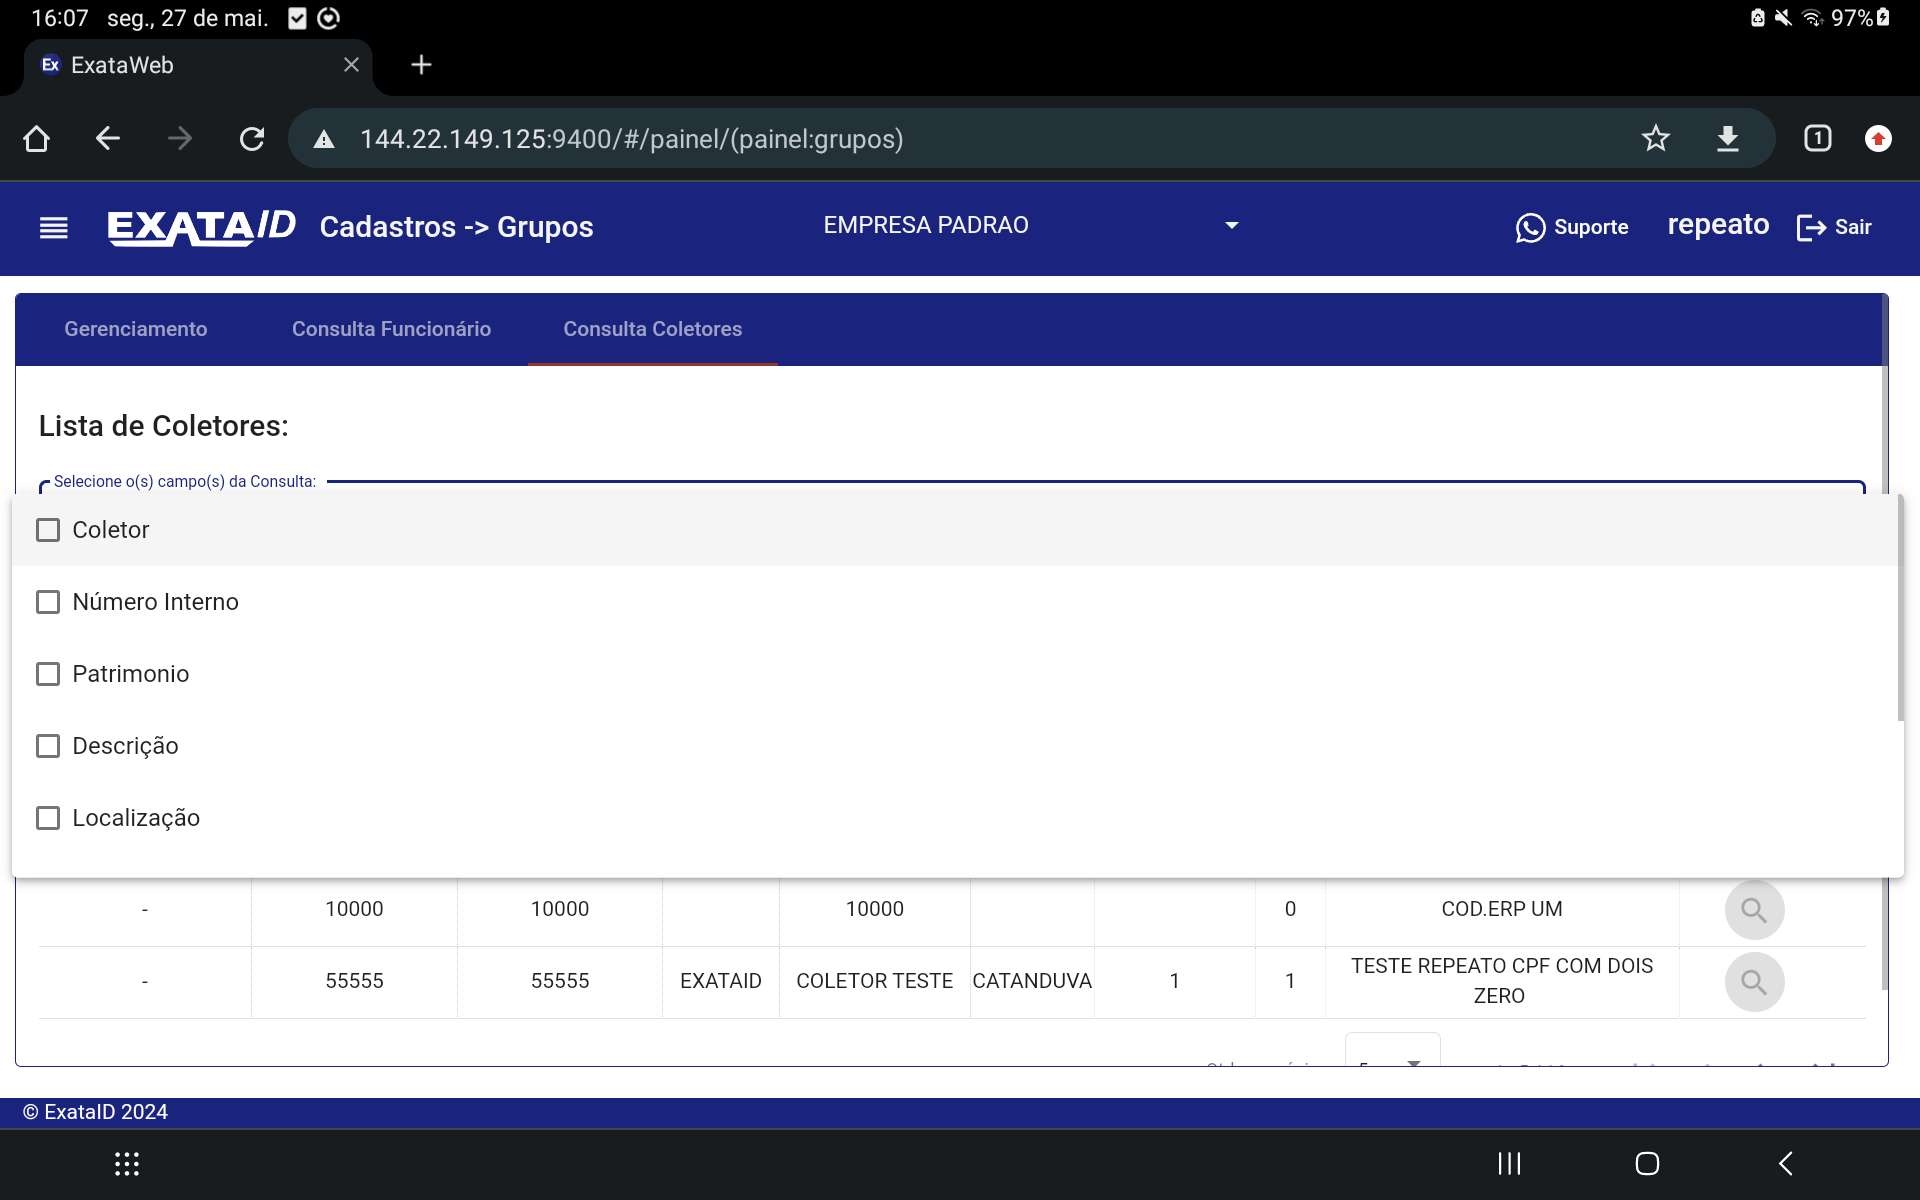 16:07 seg., 27 de mai. 97%
Ex ExataWeb
144.22.149.125:9400/#/painel/(painel:grupos) 1
EXATAID Cadastros -> Grupos EMPRESA PADRAO Suporte repeato Sair
Gerenciamento Consulta Funcionário Consulta Coletores
Lista de Coletores:
Selecione o(s) campo(s) da Consulta:
Coletor
Número Interno
Patrimonio
Descrição
Localização
- 10000 10000 10000 0 COD.ERP UM
- 55555 55555 EXATAID COLETOR TESTE CATANDUVA 1 1 TESTE REPEATO CPF COM DOIS
ZERO
© ExataID 2024